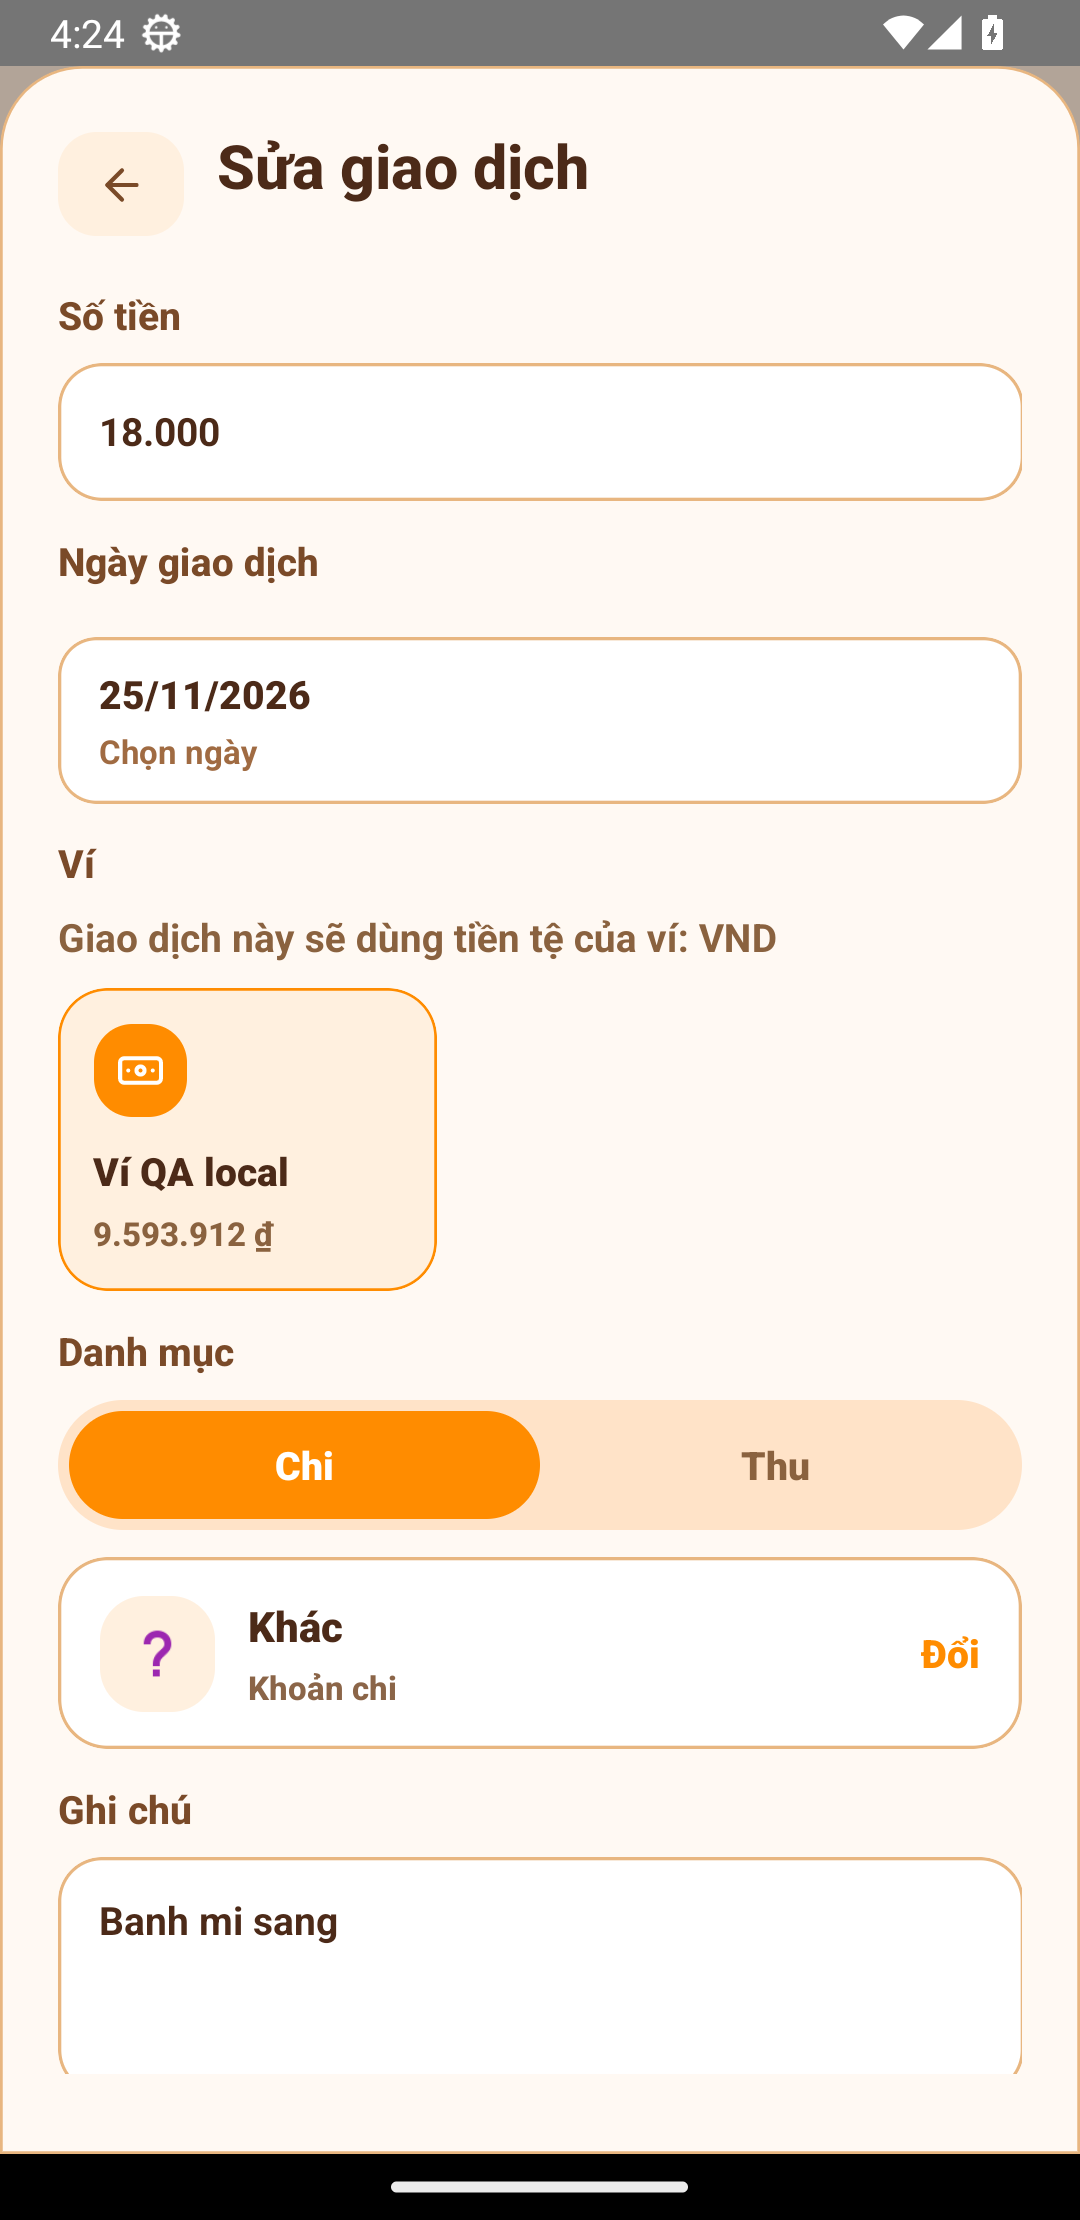 4:24
Sửa giao dịch
Số tiền
18.000
Ngày giao dịch
25/11/2026
Chọn ngày
Ví
Giao dịch này sẽ dùng tiền tệ của ví: VND
Ví QA local
9.593.912 ₫
Danh mục
Chi
Thu
?
Khác
Khoản chi
Đổi
Ghi chú
Banh mi sang